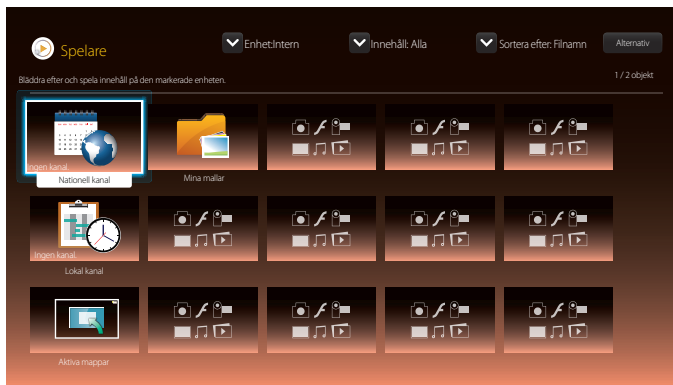 Spelare
Enhet:Intern
Innehåll: Alla
Sortera efter: Filnamn
Alternativ
Bläddra efter och spela innehåll på den markerade enheten.
1 / 2 objekt
Ingen kanal.
Nationell kanal
Mina mallar
Ingen kanal.
Lokal kanal
Aktiva mappar